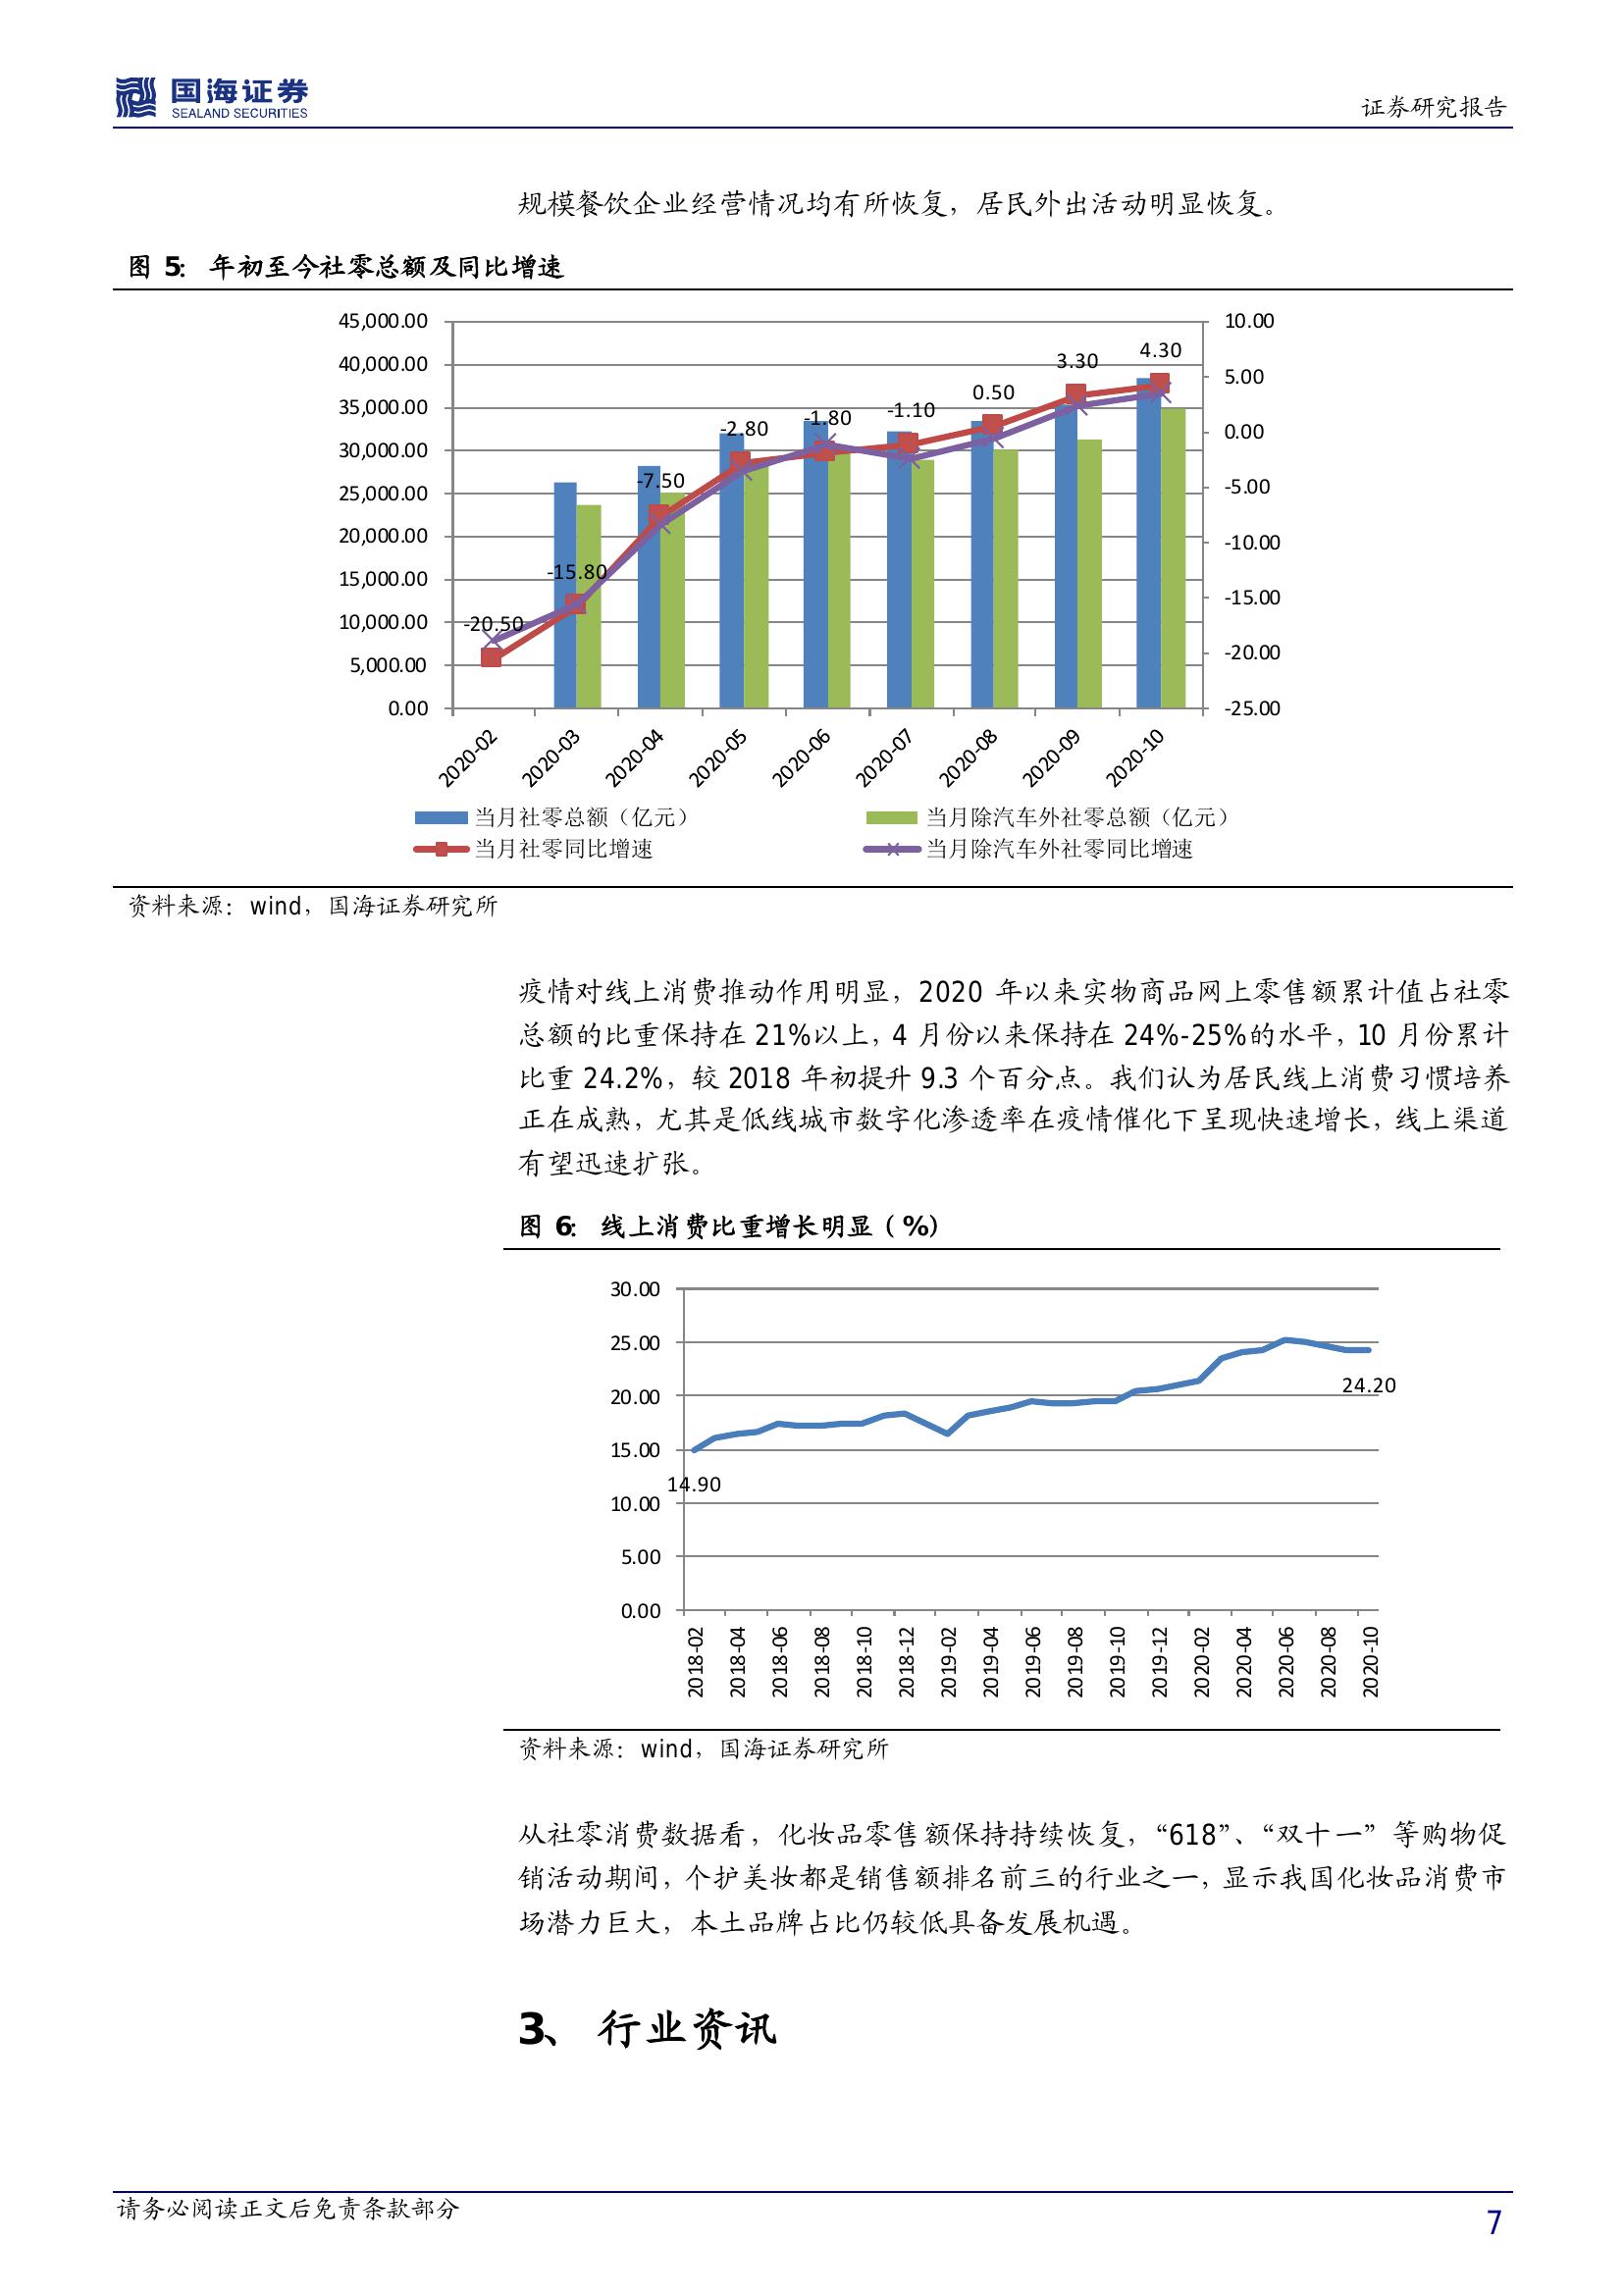 国海证券
SEALAND SECURITIES
证券研究报告
规模餐饮企业经营情况均有所恢复，居民外出活动明显恢复。
图 5： 年初至今社零总额及同比增速
45,000.00
40,000.00
35,000.00
30,000.00
25,000.00
20,000.00
15,000.00
10,000.00
5,000.00
0.00
10.00
5.00
0.00
-5.00
-10.00
-15.00
-20.00
-25.00
-20.50
-15.80
-7.50
-2.80
-1.80
-1.10
0.50
3.30
4.30
2020-02
2020-03
2020-04
2020-05
2020-06
2020-07
2020-08
2020-09
2020-10
当月社零总额（亿元）
当月除汽车外社零总额（亿元）
当月社零同比增速
当月除汽车外社零同比增速
资料来源：wind，国海证券研究所
疫情对线上消费推动作用明显，2020 年以来实物商品网上零售额累计值占社零
总额的比重保持在 21%以上，4 月份以来保持在 24%-25%的水平，10 月份累计
比重 24.2%，较 2018 年初提升 9.3 个百分点。我们认为居民线上消费习惯培养
正在成熟，尤其是低线城市数字化渗透率在疫情催化下呈现快速增长，线上渠道
有望迅速扩张。
图 6： 线上消费比重增长明显（%）
30.00
25.00
20.00
15.00
10.00
5.00
0.00
14.90
24.20
2018-02
2018-04
2018-06
2018-08
2018-10
2018-12
2019-02
2019-04
2019-06
2019-08
2019-10
2019-12
2020-02
2020-04
2020-06
2020-08
2020-10
资料来源：wind，国海证券研究所
从社零消费数据看，化妆品零售额保持持续恢复，“618”、“双十一”等购物促
销活动期间，个护美妆都是销售额排名前三的行业之一，显示我国化妆品消费市
场潜力巨大，本土品牌占比仍较低具备发展机遇。
3、 行业资讯
请务必阅读正文后免责条款部分
7